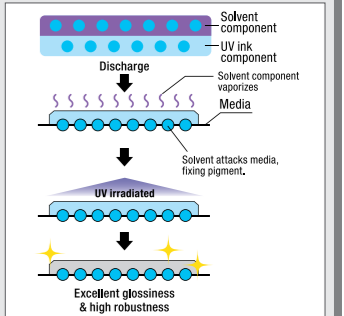 Solvent
component
UV ink
component
Discharge
Solvent component
vaporizes
Media
Solvent attacks media,
fixing pigment.
UV irradiated
Excellent glossiness
& high robustness